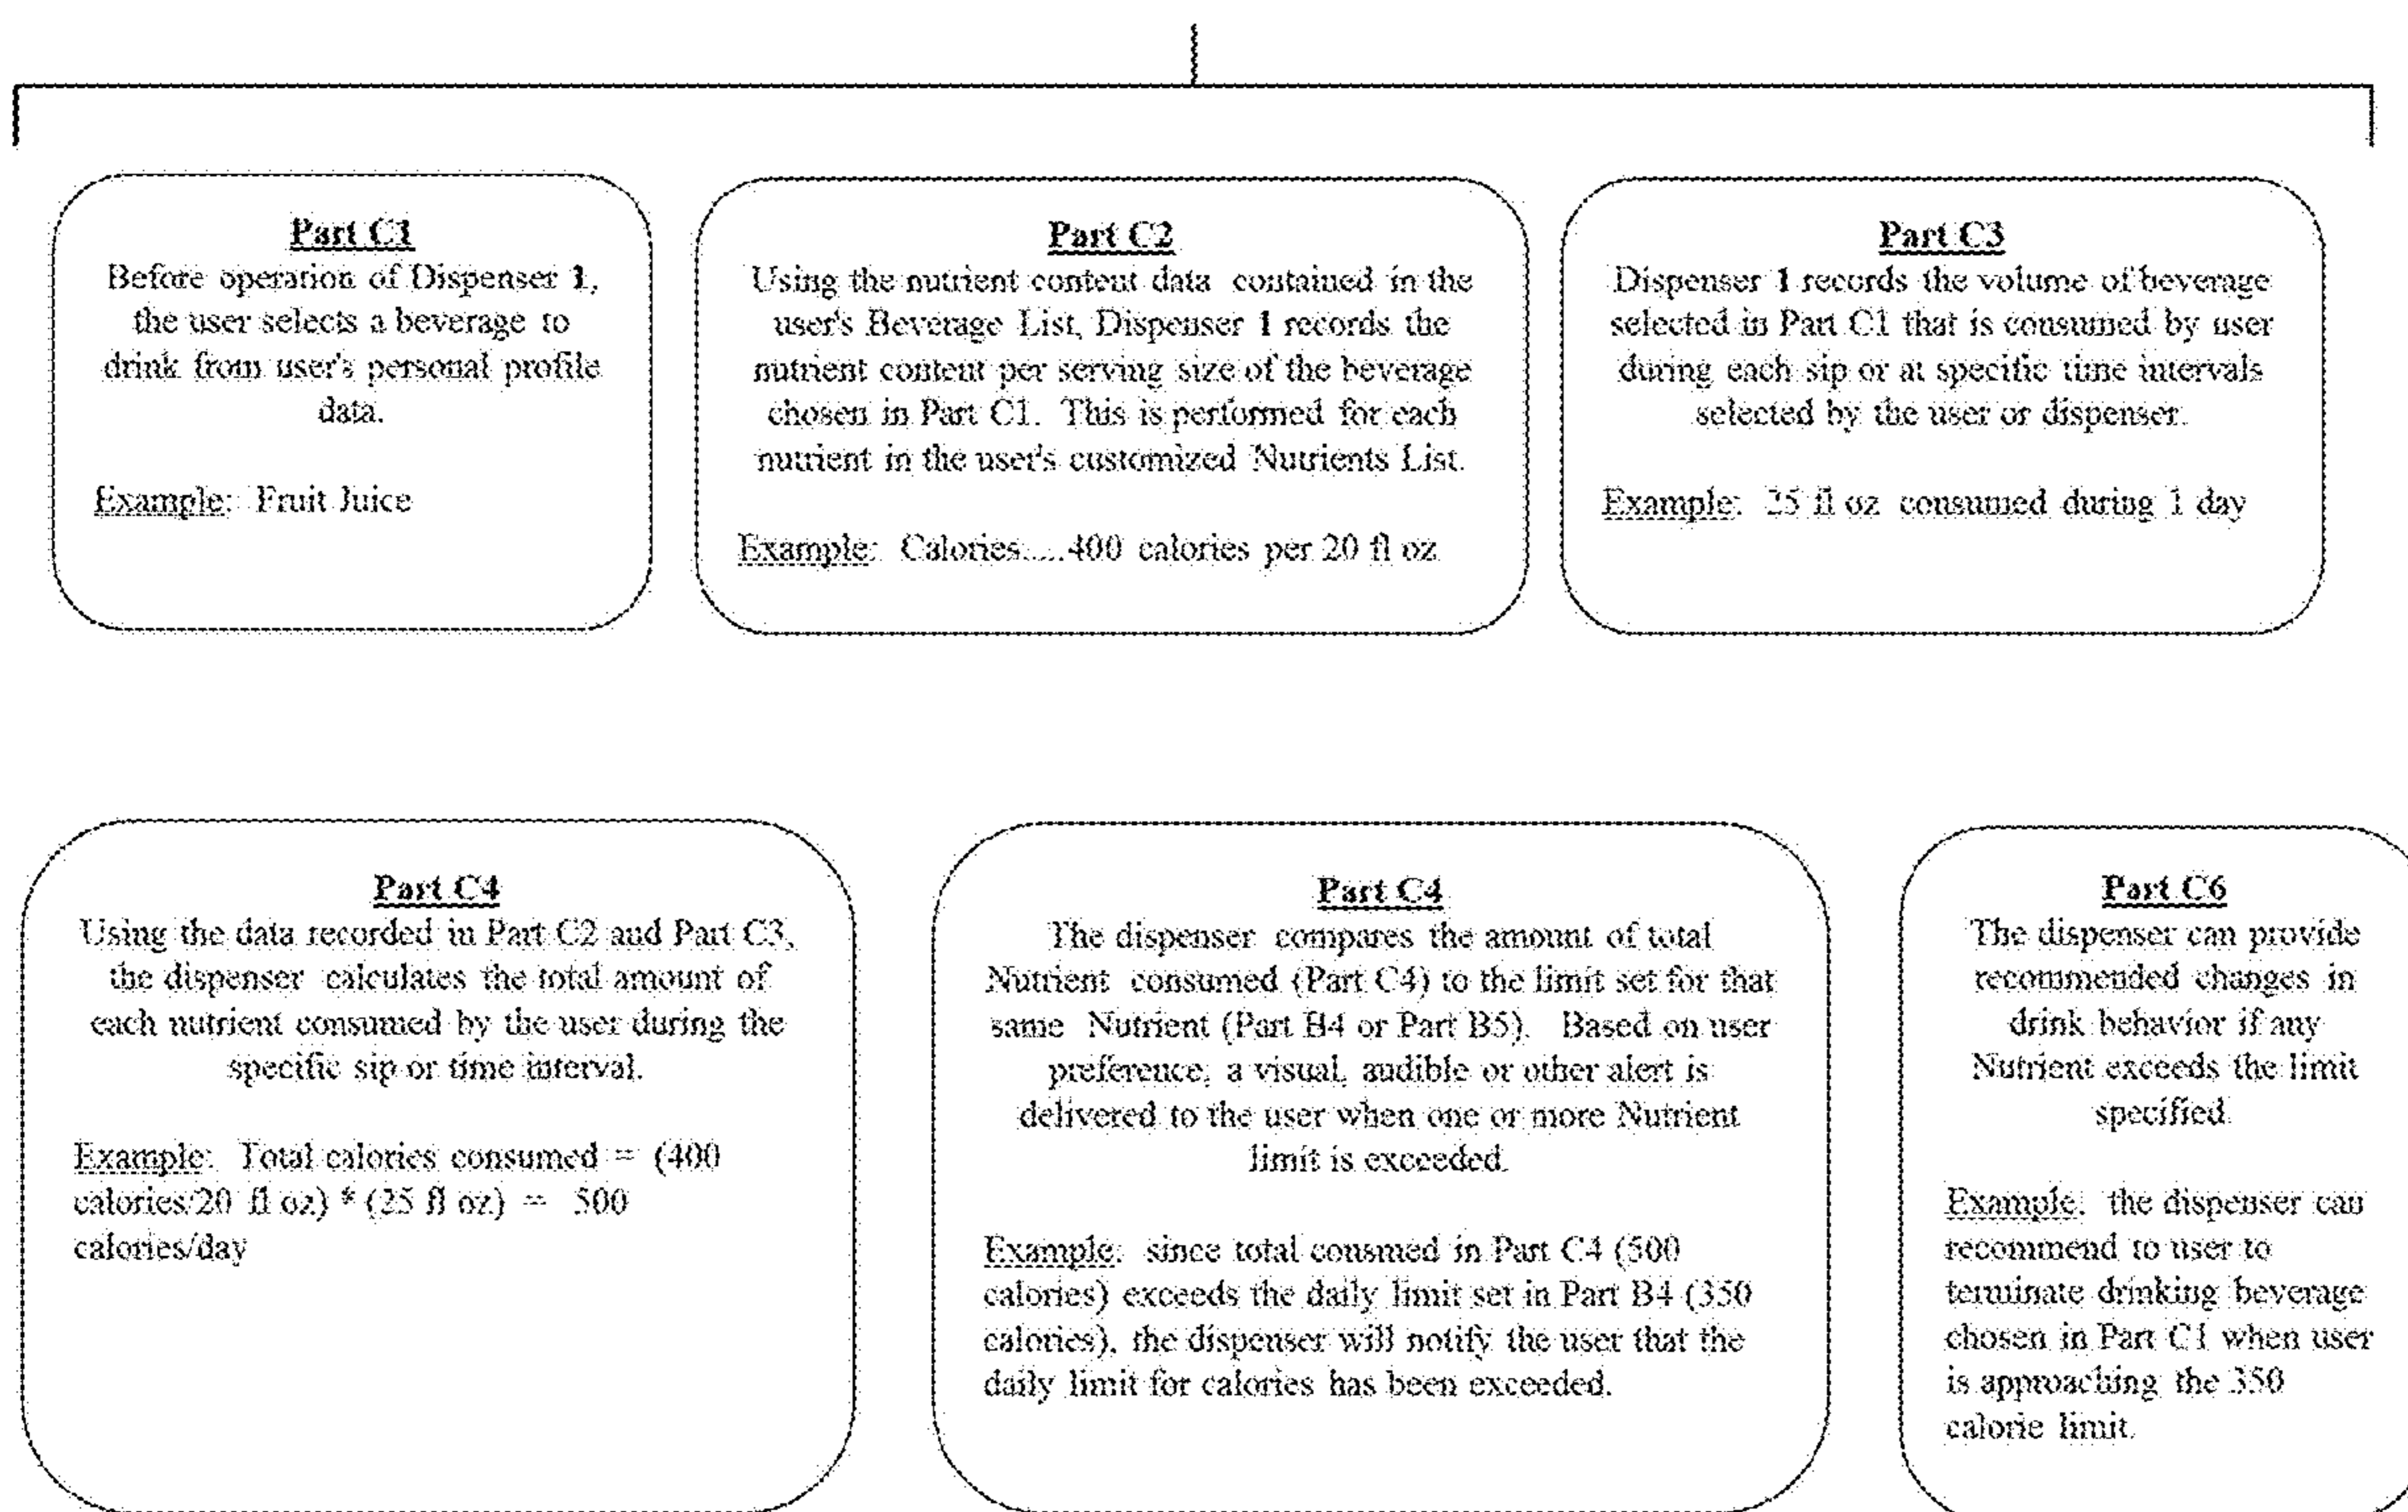 Part C1
Before operation of Dispenser 1,
the user selects a beverage to
drink from user's personal profile
data.
Example: Fruit Juice
Part C2
Using the nutrient content data contained in the
user's Beverage List, Dispenser 1 records the
nutrient content per serving size of the beverage
chosen in Part C1. This is performed for each
nutrient in the user's customized Nutrients List.
Example: Calories.....400 calories per 20 fl oz
Part C3
Dispenser 1 records the volume of beverage
selected in Part C1 that is consumed by user
during each sip or at specific time intervals
selected by the user or dispenser.
Example: 25 fl oz consumed during 1 day
Part C4
Using the data recorded in Part C2 and Part C3,
the dispenser calculates the total amount of
each nutrient consumed by the user during the
specific sip or time interval.
Example: Total calories consumed = (400
calories/20 fl oz) * (25 fl oz) = 500
calories/day
Part C4
The dispenser compares the amount of total
Nutrient consumed (Part C4) to the limit set for that
same Nutrient (Part B4 or Part B5). Based on user
preference, a visual, audible or other alert is
delivered to the user when one or more Nutrient
limit is exceeded.
Example: since total consmed in Part C4 (500
calories) exceeds the daily limit set in Part B4 (350
calories), the dispenser will notify the user that the
daily limit for calories has been exceeded.
Part C6
The dispenser can provide
recommended changes in
drink behavior if any
Nutrient exceeds the limit
specified.
Example: the dispenser can
recommend to user to
terminate drinking beverage
chosen in Part C1 when user
is approaching the 350
calorie limit.